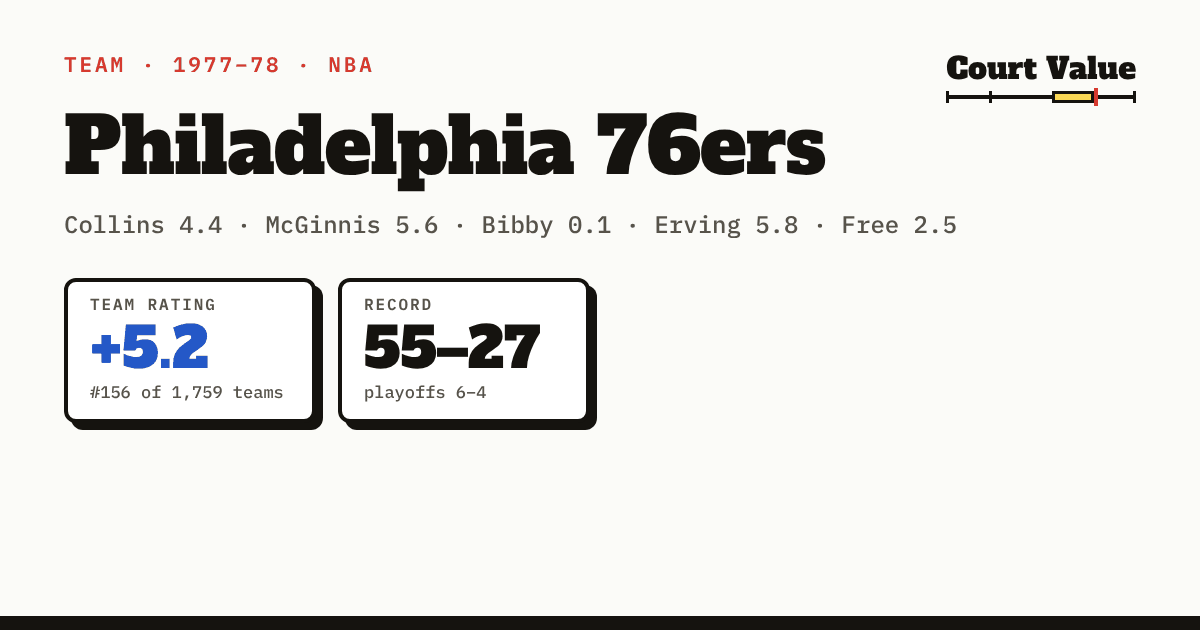 TEAM · 1977–78 · NBA
Court Value
Philadelphia 76ers
Collins 4.4 · McGinnis 5.6 · Bibby 0.1 · Erving 5.8 · Free 2.5
TEAM RATING
+5.2
#156 of 1,759 teams
RECORD
55–27
playoffs 6–4